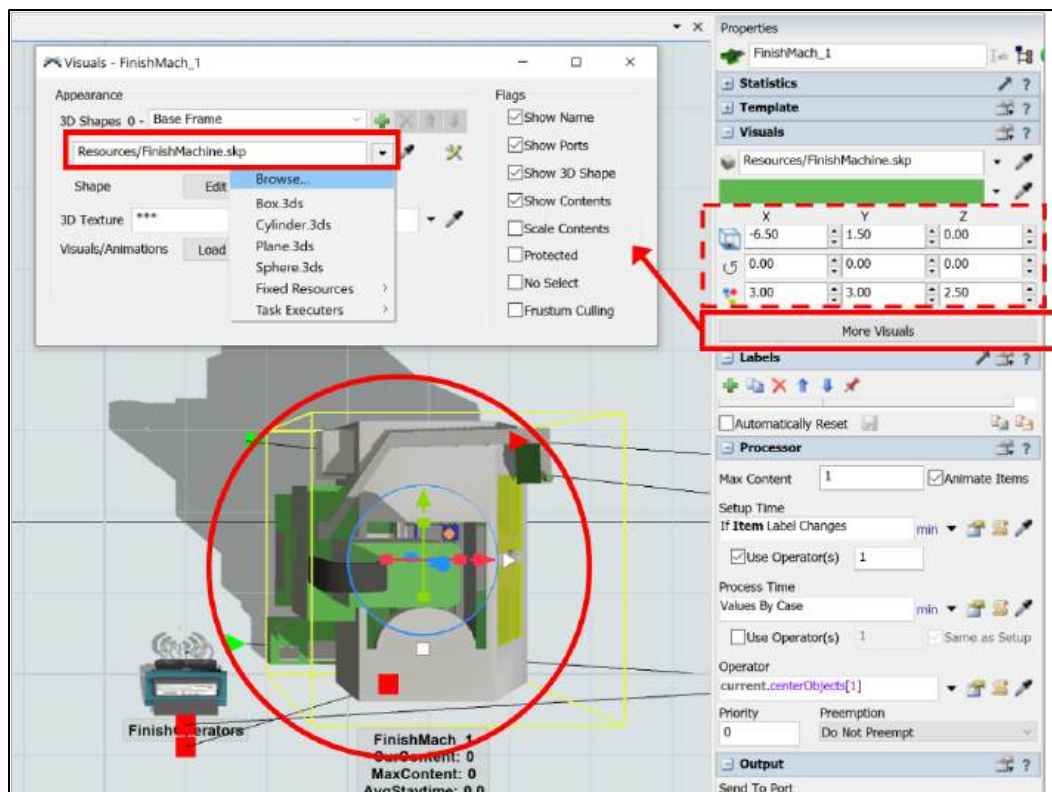 Visuals - FinishMach_1
Appearance
3D Shapes 0 - Base Frame
Resources/FinishMachine.skp
Shape Edit
3D Texture ***
Visuals/Animations Load
Browse...
Box.3ds
Cylinder.3ds
Plane.3ds
Sphere.3ds
Fixed Resources
Task Executers
Flags
Show Name
Show Ports
Show 3D Shape
Show Contents
Scale Contents
Protected
No Select
Frustum Culling
FinishOperators
FinishMach_1
CurContent: 0
MaxContent: 0
AvgStaytime: 0.0
Properties
FinishMach_1
Statistics
Template
Visuals
Resources/FinishMachine.skp
X Y Z
-6.50 1.50 0.00
0.00 0.00 0.00
3.00 3.00 2.50
More Visuals
Labels
Automatically Reset
Processor
Max Content 1 Animate Items
Setup Time
If Item Label Changes min
Use Operator(s) 1
Process Time
Values By Case min
Use Operator(s) 1 Same as Setup
Operator
current.centerObjects[1]
Priority Preemption
0 Do Not Preempt
Output
Send To Port